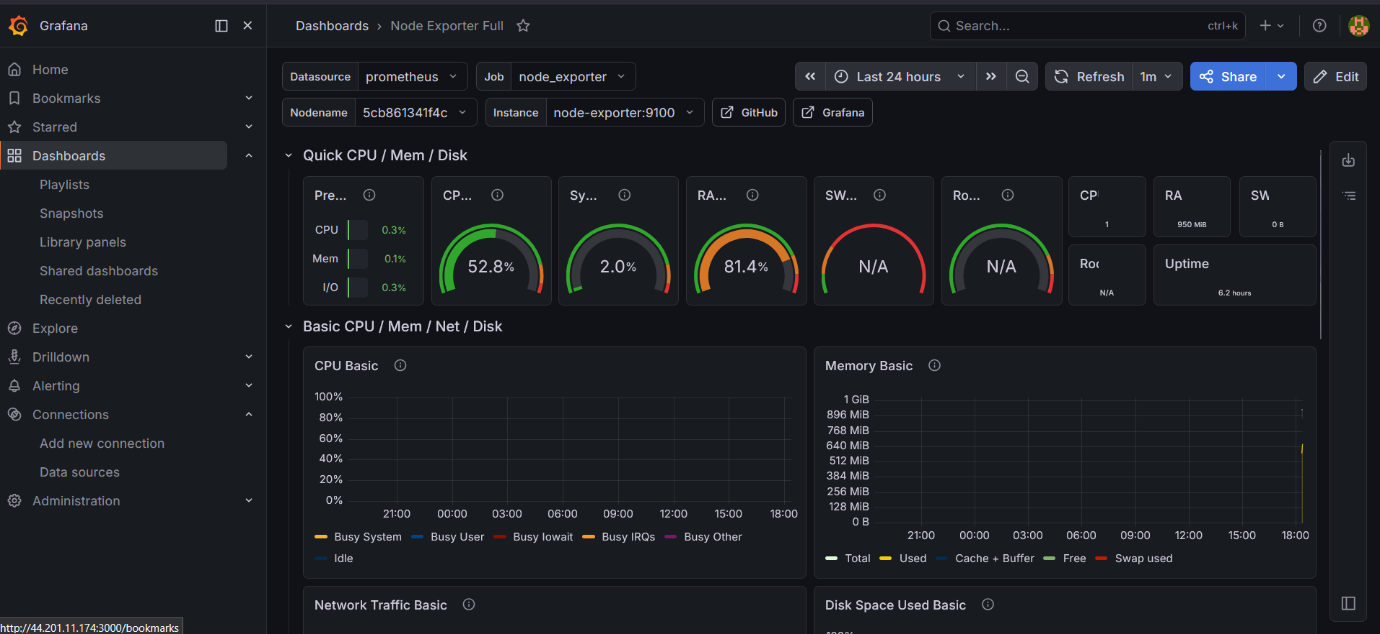 Grafana
Dashboards › Node Exporter Full
Search...
ctrl+k
Home
Bookmarks
Starred
Dashboards
Playlists
Snapshots
Library panels
Shared dashboards
Recently deleted
Explore
Drilldown
Alerting
Connections
Add new connection
Data sources
Administration
http://44.201.11.174:3000/bookmarks
Datasource prometheus
Job node_exporter
Last 24 hours
Refresh 1m
Share
Edit
Nodename 5cb861341f4c
Instance node-exporter:9100
GitHub
Grafana
Quick CPU / Mem / Disk
Pre...
CPU 0.3%
Mem 0.1%
I/O 0.3%
CP...
52.8%
Sy...
2.0%
RA...
81.4%
SW...
N/A
Ro...
N/A
CP
1
RA
950 MiB
SW
0 B
Roc
N/A
Uptime
6.2 hours
Basic CPU / Mem / Net / Disk
CPU Basic
100%
80%
60%
40%
20%
0%
21:00 00:00 03:00 06:00 09:00 12:00 15:00 18:00
Busy System Busy User Busy Iowait Busy IRQs Busy Other
Idle
Memory Basic
1 GiB
896 MiB
768 MiB
640 MiB
512 MiB
384 MiB
256 MiB
128 MiB
0 B
21:00 00:00 03:00 06:00 09:00 12:00 15:00 18:00
Total Used Cache + Buffer Free Swap used
Network Traffic Basic
Disk Space Used Basic
100%